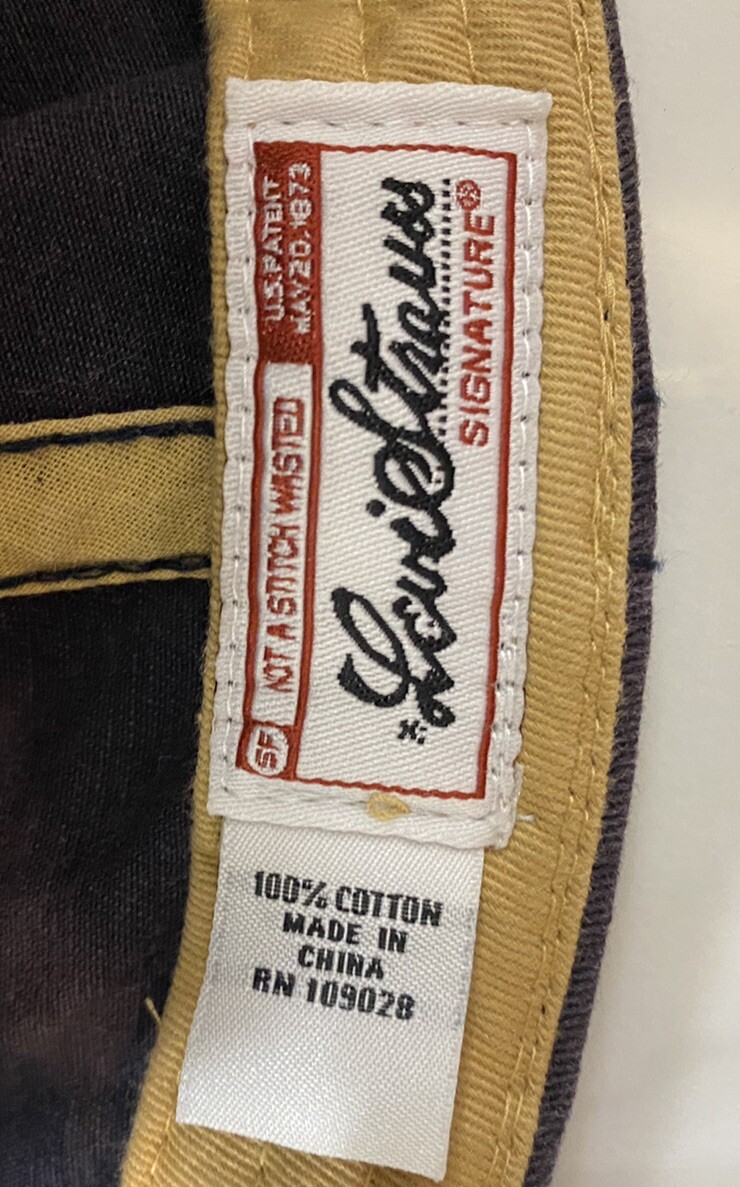 U.S. PATENT
MAY 20, 1873
NOT A STITCH WASTED
SF
Levi Strauss
SIGNATURE®
100% COTTON
MADE IN
CHINA
RN 109028